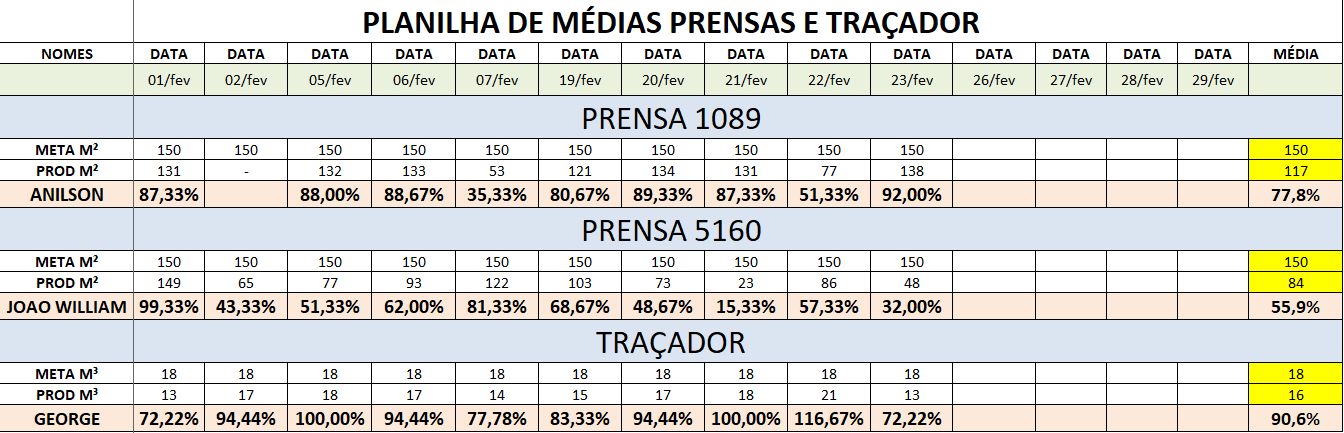 PLANILHA DE MÉDIAS PRENSAS E TRAÇADOR
NOMES DATA DATA DATA DATA DATA DATA DATA DATA DATA DATA DATA DATA DATA DATA MÉDIA
01/fev 02/fev 05/fev 06/fev 07/fev 19/fev 20/fev 21/fev 22/fev 23/fev 26/fev 27/fev 28/fev 29/fev
PRENSA 1089
META M² 150 150 150 150 150 150 150 150 150 150 150
PROD M² 131 - 132 133 53 121 134 131 77 138 117
ANILSON 87,33% 88,00% 88,67% 35,33% 80,67% 89,33% 87,33% 51,33% 92,00% 77,8%
PRENSA 5160
META M² 150 150 150 150 150 150 150 150 150 150 150
PROD M² 149 65 77 93 122 103 73 23 86 48 84
JOAO WILLIAM 99,33% 43,33% 51,33% 62,00% 81,33% 68,67% 48,67% 15,33% 57,33% 32,00% 55,9%
TRAÇADOR
META M³ 18 18 18 18 18 18 18 18 18 18 18
PROD M³ 13 17 18 17 14 15 17 18 21 13 16
GEORGE 72,22% 94,44% 100,00% 94,44% 77,78% 83,33% 94,44% 100,00% 116,67% 72,22% 90,6%